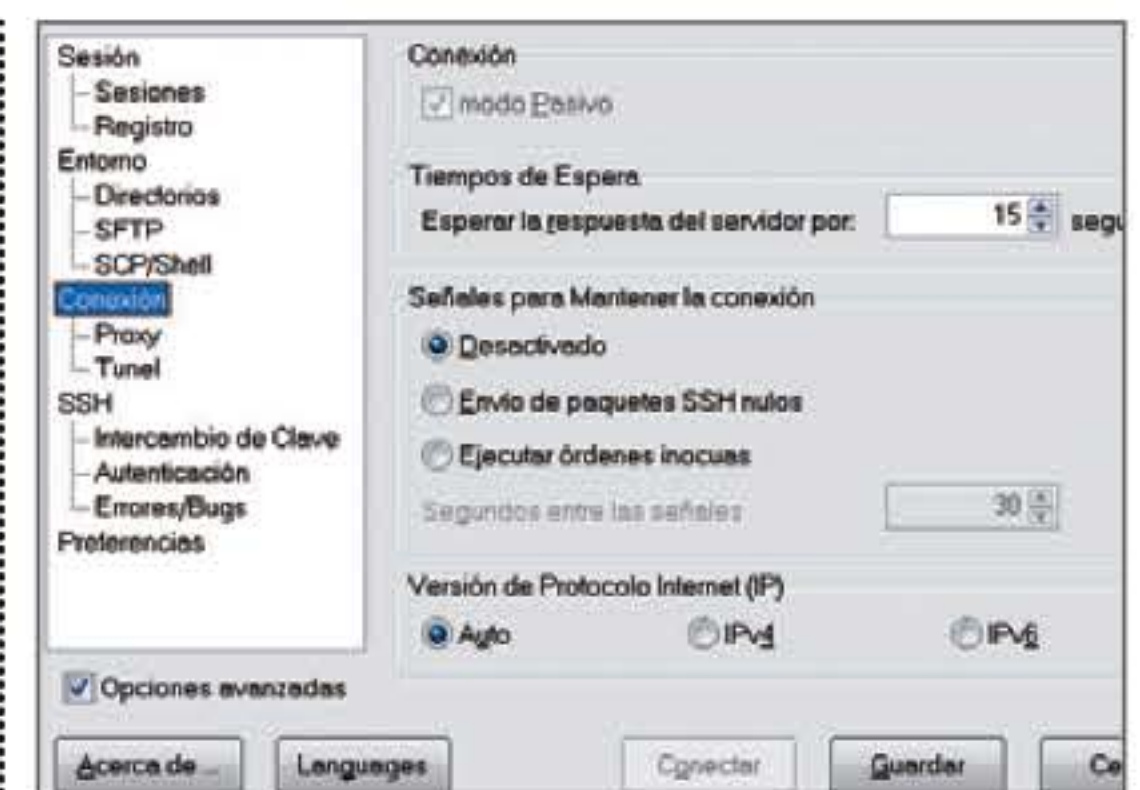 Sesión
Sesiones
Registro
Entorno
Directorios
SFTP
SCP/Shell
Conexión
Proxy
Tunel
SSH
Intercambio de Clave
Autenticación
Errores/Bugs
Preferencias
Opciones avanzadas
Conexión
modo Pasivo
Tiempos de Espera
Esperar la respuesta del servidor por: 15 segu
Señales para Mantener la conexión
Desactivado
Envío de paquetes SSH nulos
Ejecutar órdenes inocuas
Segundos entre las señales 30
Versión de Protocolo Internet (IP)
Auto IPv4 IPv6
Acerca de ... Languages Conectar Guardar Ce